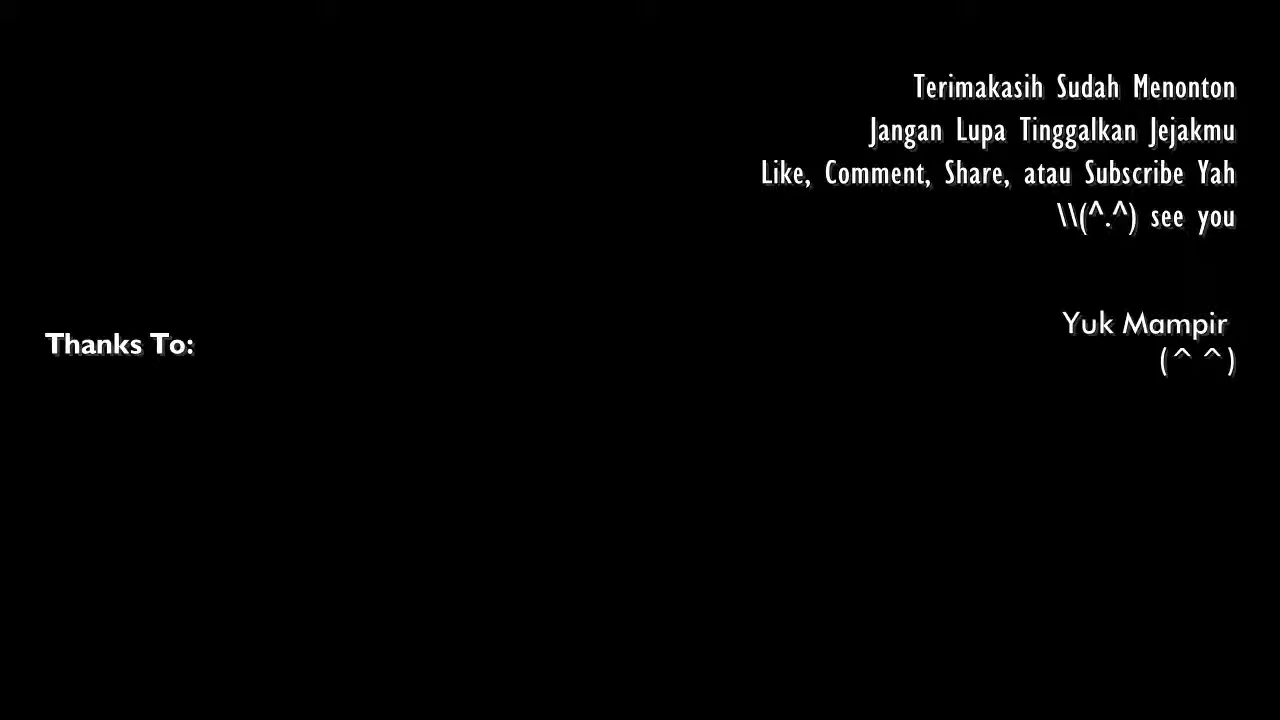 Terimakasih Sudah Menonton
Jangan Lupa Tinggalkan Jejakmu
Like, Comment, Share, atau Subscribe Yah
\\(^.^) see you
Yuk Mampir
(^ ^)
Thanks To: